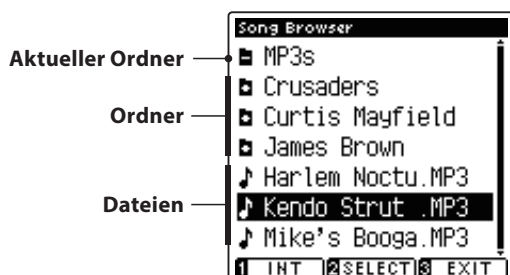 Song Browser
Aktueller Ordner
MP3s
Crusaders
Ordner
Curtis Mayfield
James Brown
Harlem Noctu.MP3
Dateien
Kendo Strut .MP3
Mike's Booga.MP3
1 INT 2 SELECT 3 EXIT